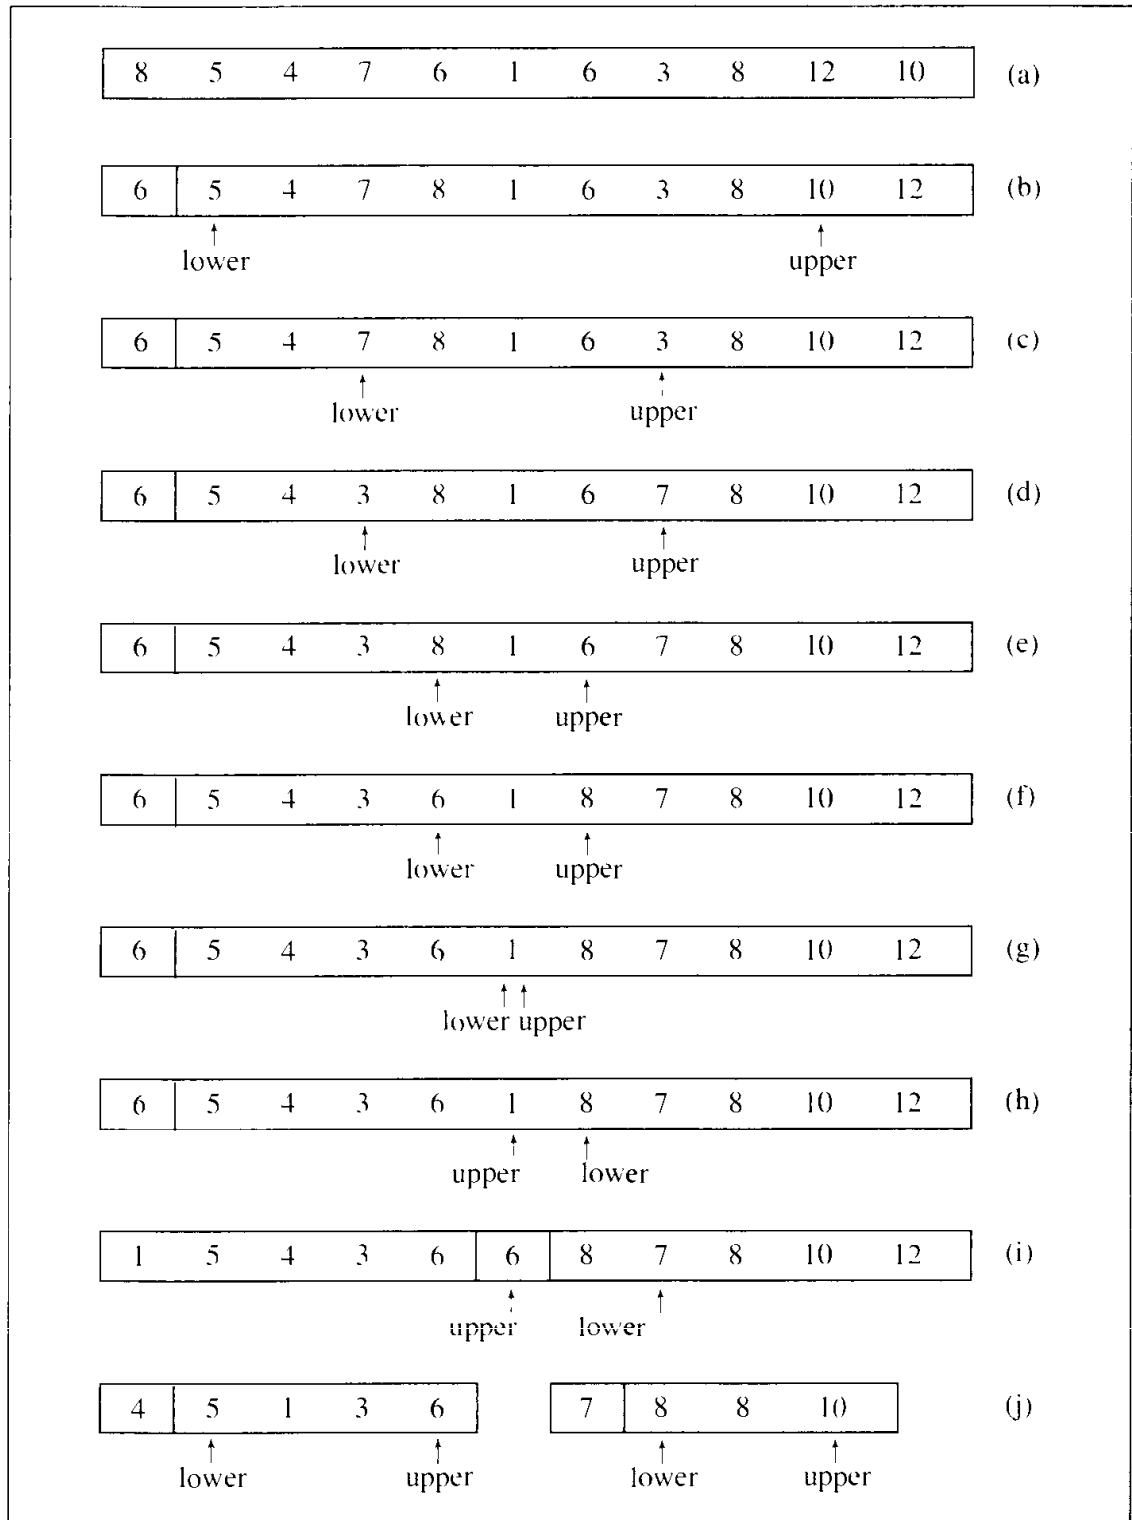 8 5 4 7 6 1 6 3 8 12 10 (a)
6 5 4 7 8 1 6 3 8 10 12 (b)
lower upper
6 5 4 7 8 1 6 3 8 10 12 (c)
lower upper
6 5 4 3 8 1 6 7 8 10 12 (d)
lower upper
6 5 4 3 8 1 6 7 8 10 12 (e)
lower upper
6 5 4 3 6 1 8 7 8 10 12 (f)
lower upper
6 5 4 3 6 1 8 7 8 10 12 (g)
lower upper
6 5 4 3 6 1 8 7 8 10 12 (h)
upper lower
1 5 4 3 6 6 8 7 8 10 12 (i)
upper lower
4 5 1 3 6 7 8 8 10 (j)
lower upper lower upper